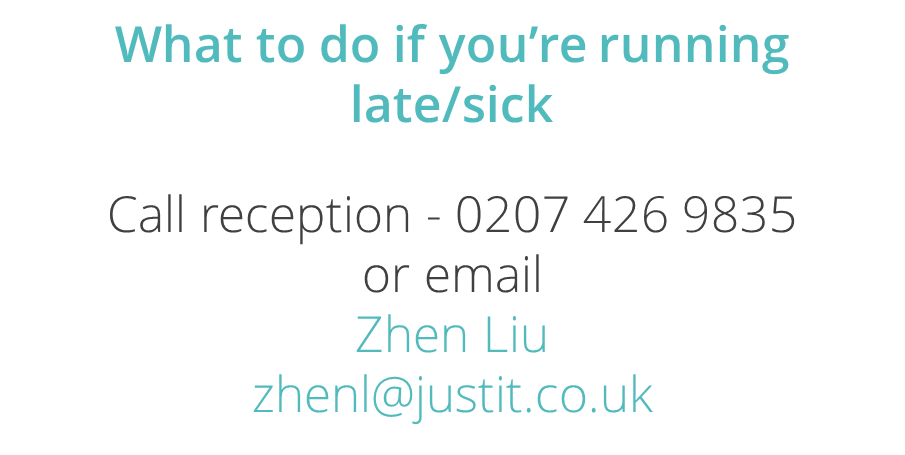 What to do if you’re running
late/sick
Call reception - 0207 426 9835
or email
Zhen Liu
zhenl@justit.co.uk